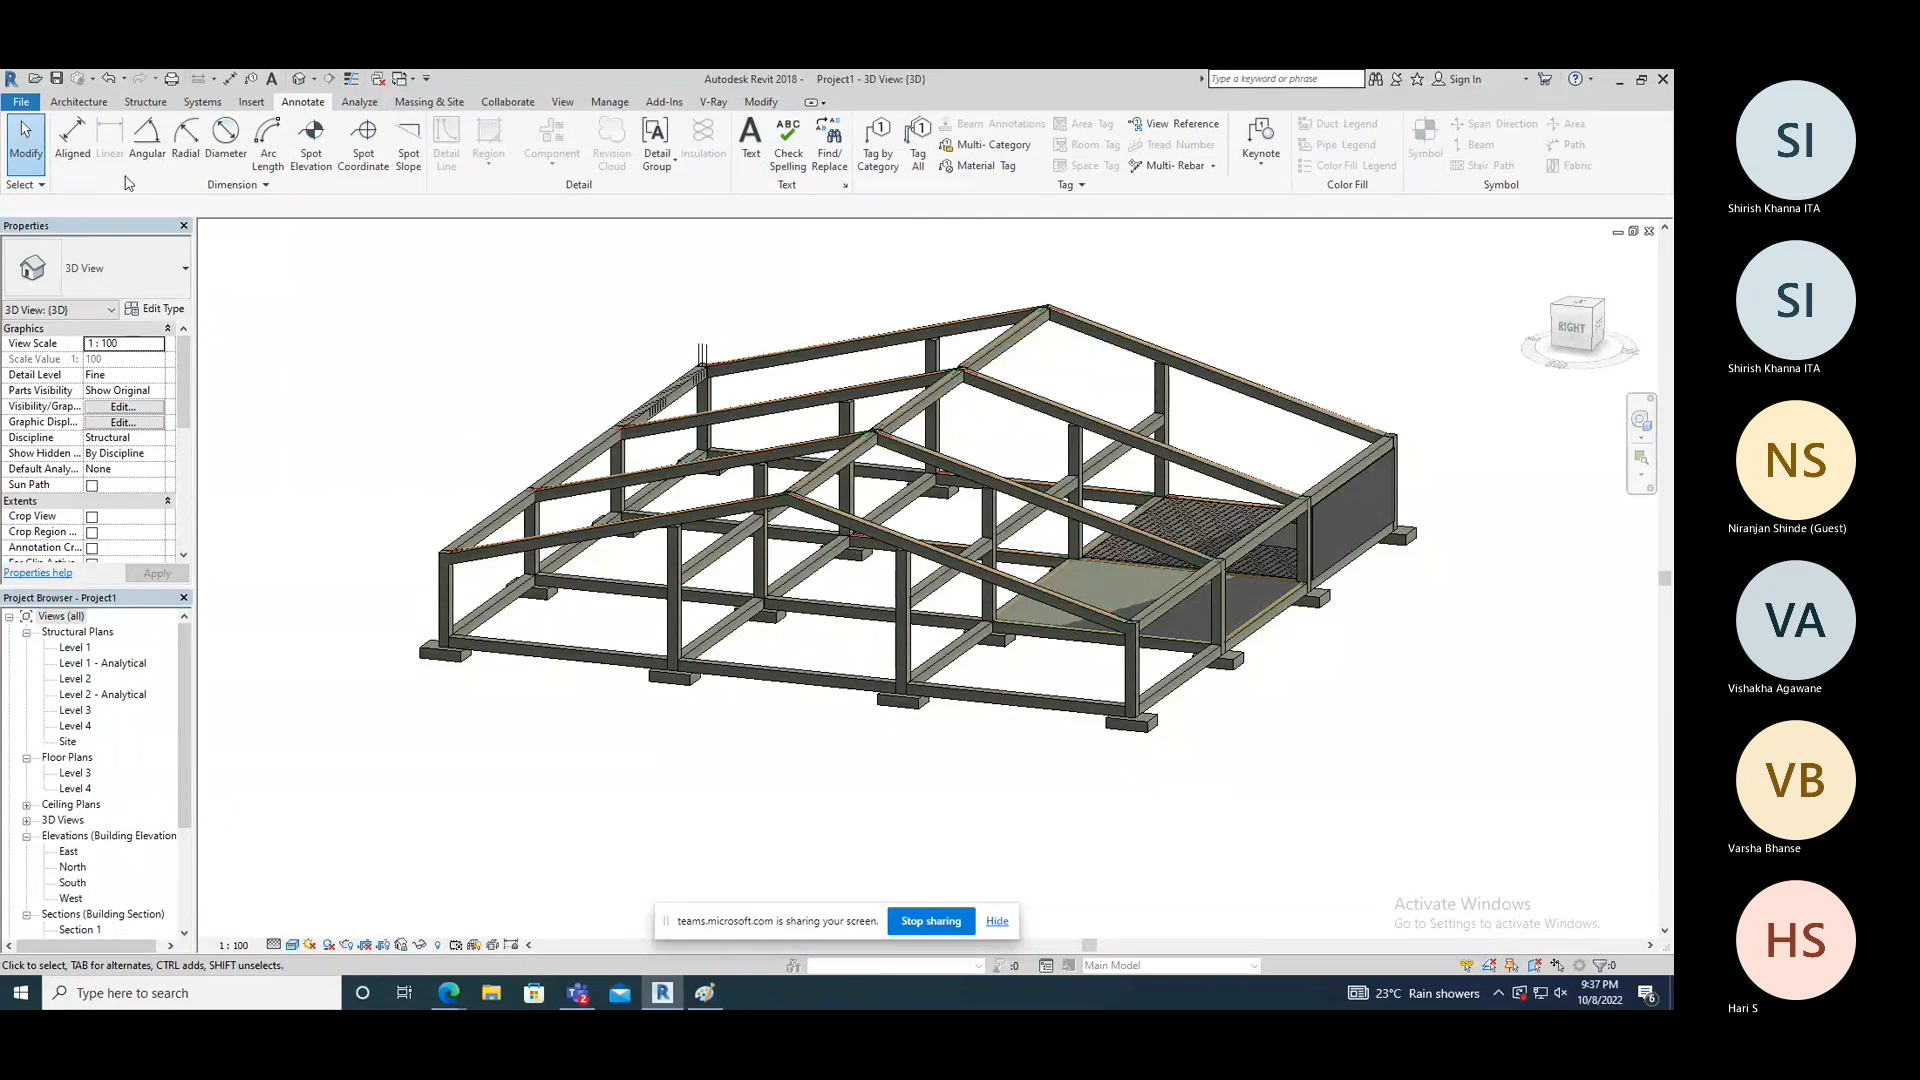 Autodesk Revit 2018 -    Project1 - 3D View: {3D}
Type a keyword or phrase
Sign In
File Architecture Structure Systems Insert Annotate Analyze Massing & Site Collaborate View Manage Add-Ins V-Ray Modify
Modify
Aligned Linear Angular Radial Diameter Arc Length Spot Elevation Spot Coordinate Spot Slope
Detail Line Region Component Revision Cloud Detail Group Insulation
Text Check Spelling Find/ Replace
Tag by Category Tag All
Beam Annotations Area Tag View Reference
Multi- Category Room Tag Tread Number
Material Tag Space Tag Multi- Rebar
Keynote
Duct Legend
Pipe Legend
Color Fill Legend
Symbol
Span Direction Area
Beam Path
Stair Path Fabric
Select Dimension Detail Text Tag Color Fill Symbol
Properties
3D View
3D View: {3D} Edit Type
Graphics
View Scale 1 : 100
Scale Value 1: 100
Detail Level Fine
Parts Visibility Show Original
Visibility/Grap... Edit...
Graphic Displ... Edit...
Discipline Structural
Show Hidden ... By Discipline
Default Analy... None
Sun Path
Extents
Crop View
Crop Region ...
Annotation Cr...
Properties help Apply
Project Browser - Project1
Views (all)
Structural Plans
Level 1
Level 1 - Analytical
Level 2
Level 2 - Analytical
Level 3
Level 4
Site
Floor Plans
Level 3
Level 4
Ceiling Plans
3D Views
Elevations (Building Elevation
East
North
South
West
Sections (Building Section)
Section 1
RIGHT
teams.microsoft.com is sharing your screen. Stop sharing Hide
Activate Windows
Go to Settings to activate Windows.
1 : 100
Click to select, TAB for alternates, CTRL adds, SHIFT unselects.
:0
Main Model
:0
Type here to search
23°C Rain showers
9:37 PM
10/8/2022
6
SI
Shirish Khanna ITA
SI
Shirish Khanna ITA
NS
Niranjan Shinde (Guest)
VA
Vishakha Agawane
VB
Varsha Bhanse
HS
Hari S